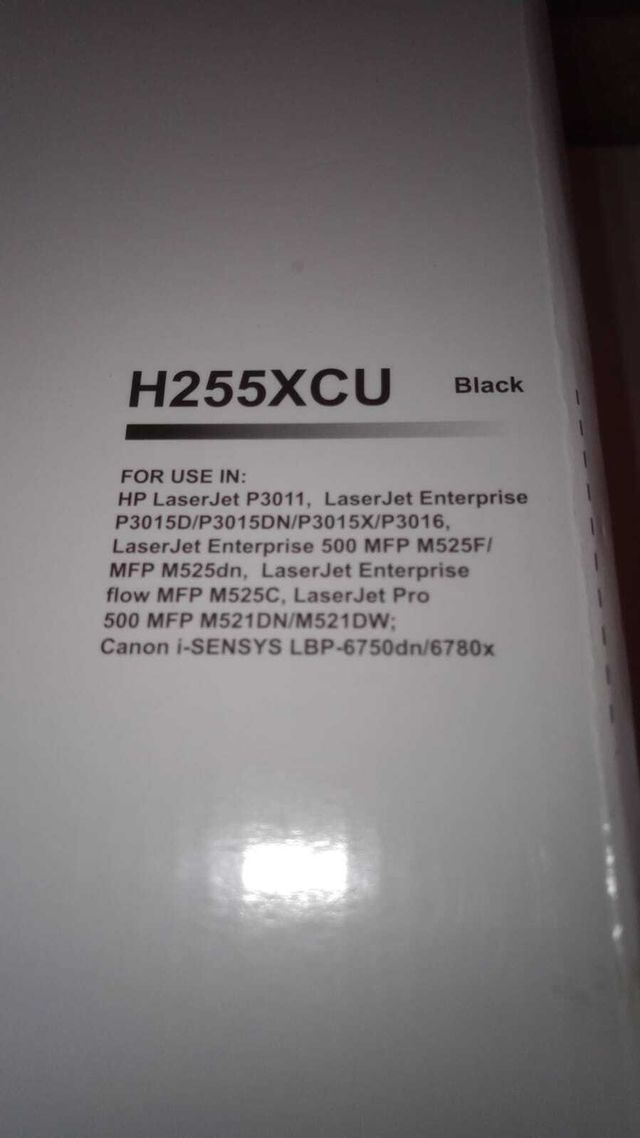 H255XCU Black
FOR USE IN:
HP LaserJet P3011, LaserJet Enterprise
P3015D/P3015DN/P3015X/P3016,
LaserJet Enterprise 500 MFP M525F/
MFP M525dn, LaserJet Enterprise
flow MFP M525C, LaserJet Pro
500 MFP M521DN/M521DW;
Canon i-SENSYS LBP-6750dn/6780x